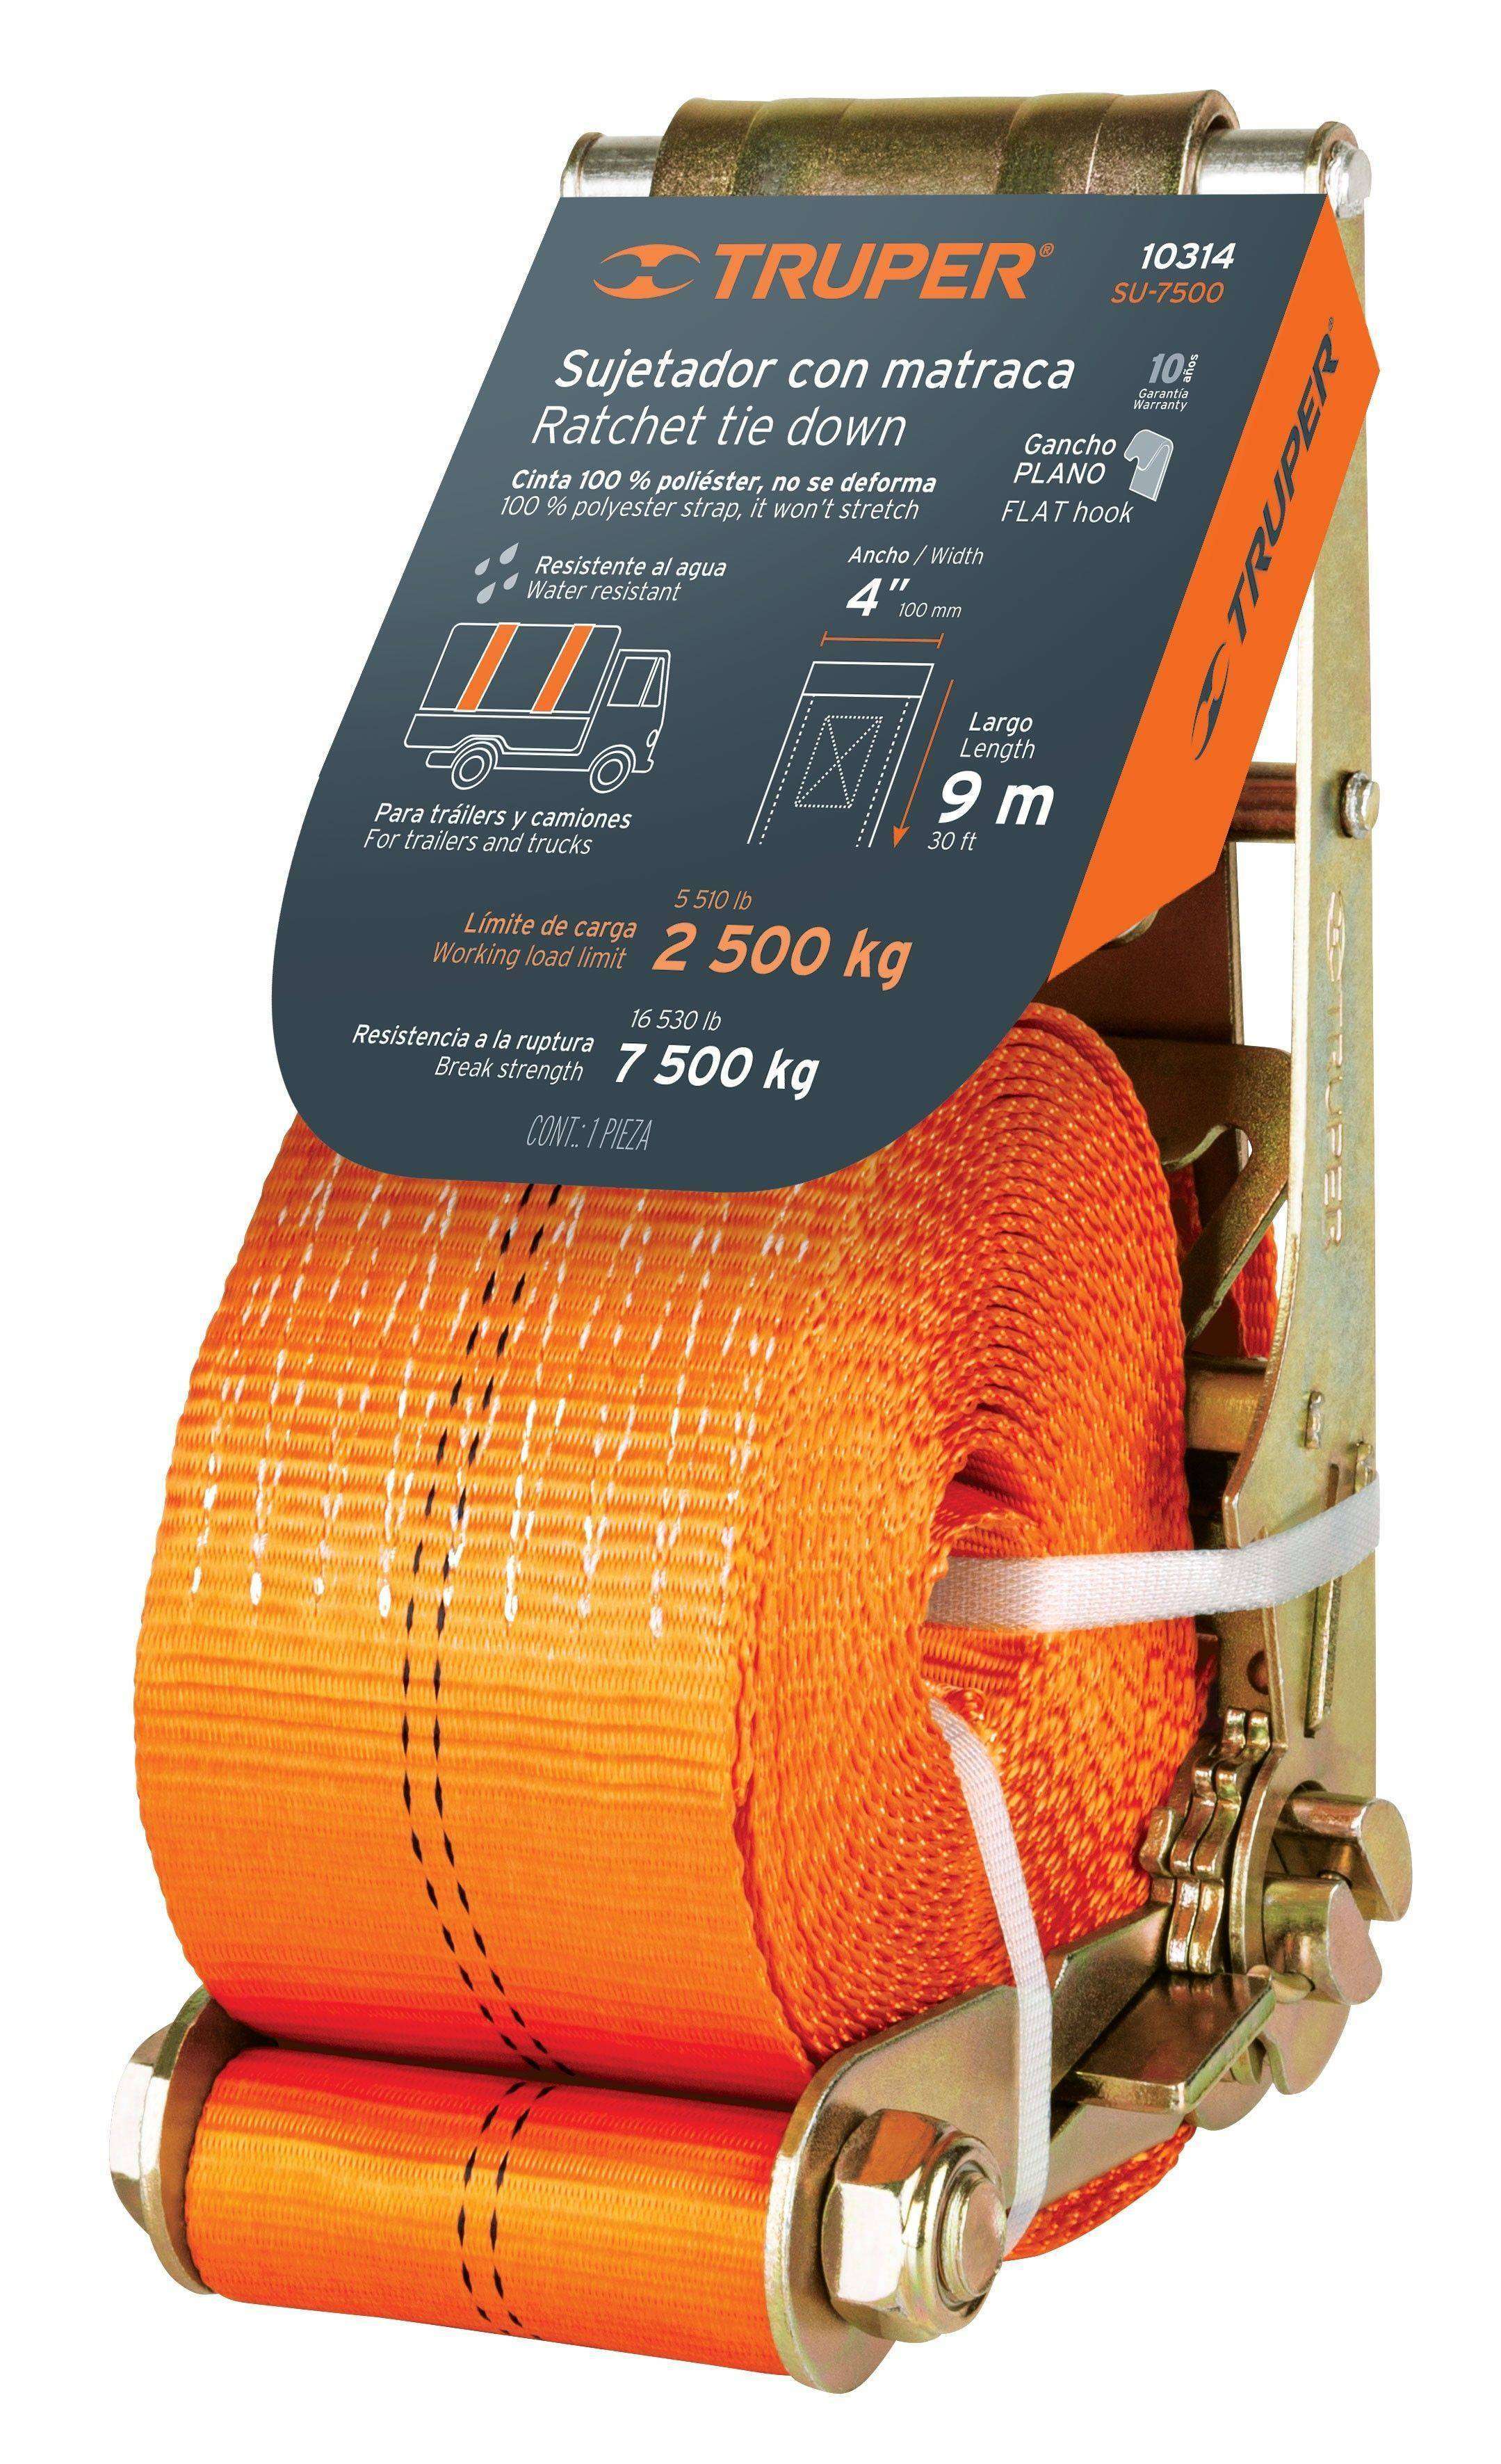 TRUPER®
10314
SU-7500
Sujetador con matraca
Ratchet tie down
10 años
Garantía
Warranty
Gancho
PLANO
FLAT hook
Cinta 100 % poliéster, no se deforma
100 % polyester strap, it won't stretch
Resistente al agua
Water resistant
Ancho / Width
4" 100 mm
Largo
Length
9 m
30 ft
Para tráilers y camiones
For trailers and trucks
5 510 lb
Límite de carga
Working load limit
2 500 kg
16 530 lb
Resistencia a la ruptura
Break strength
7 500 kg
CONT.: 1 PIEZA
TRUPER®
TRUPER